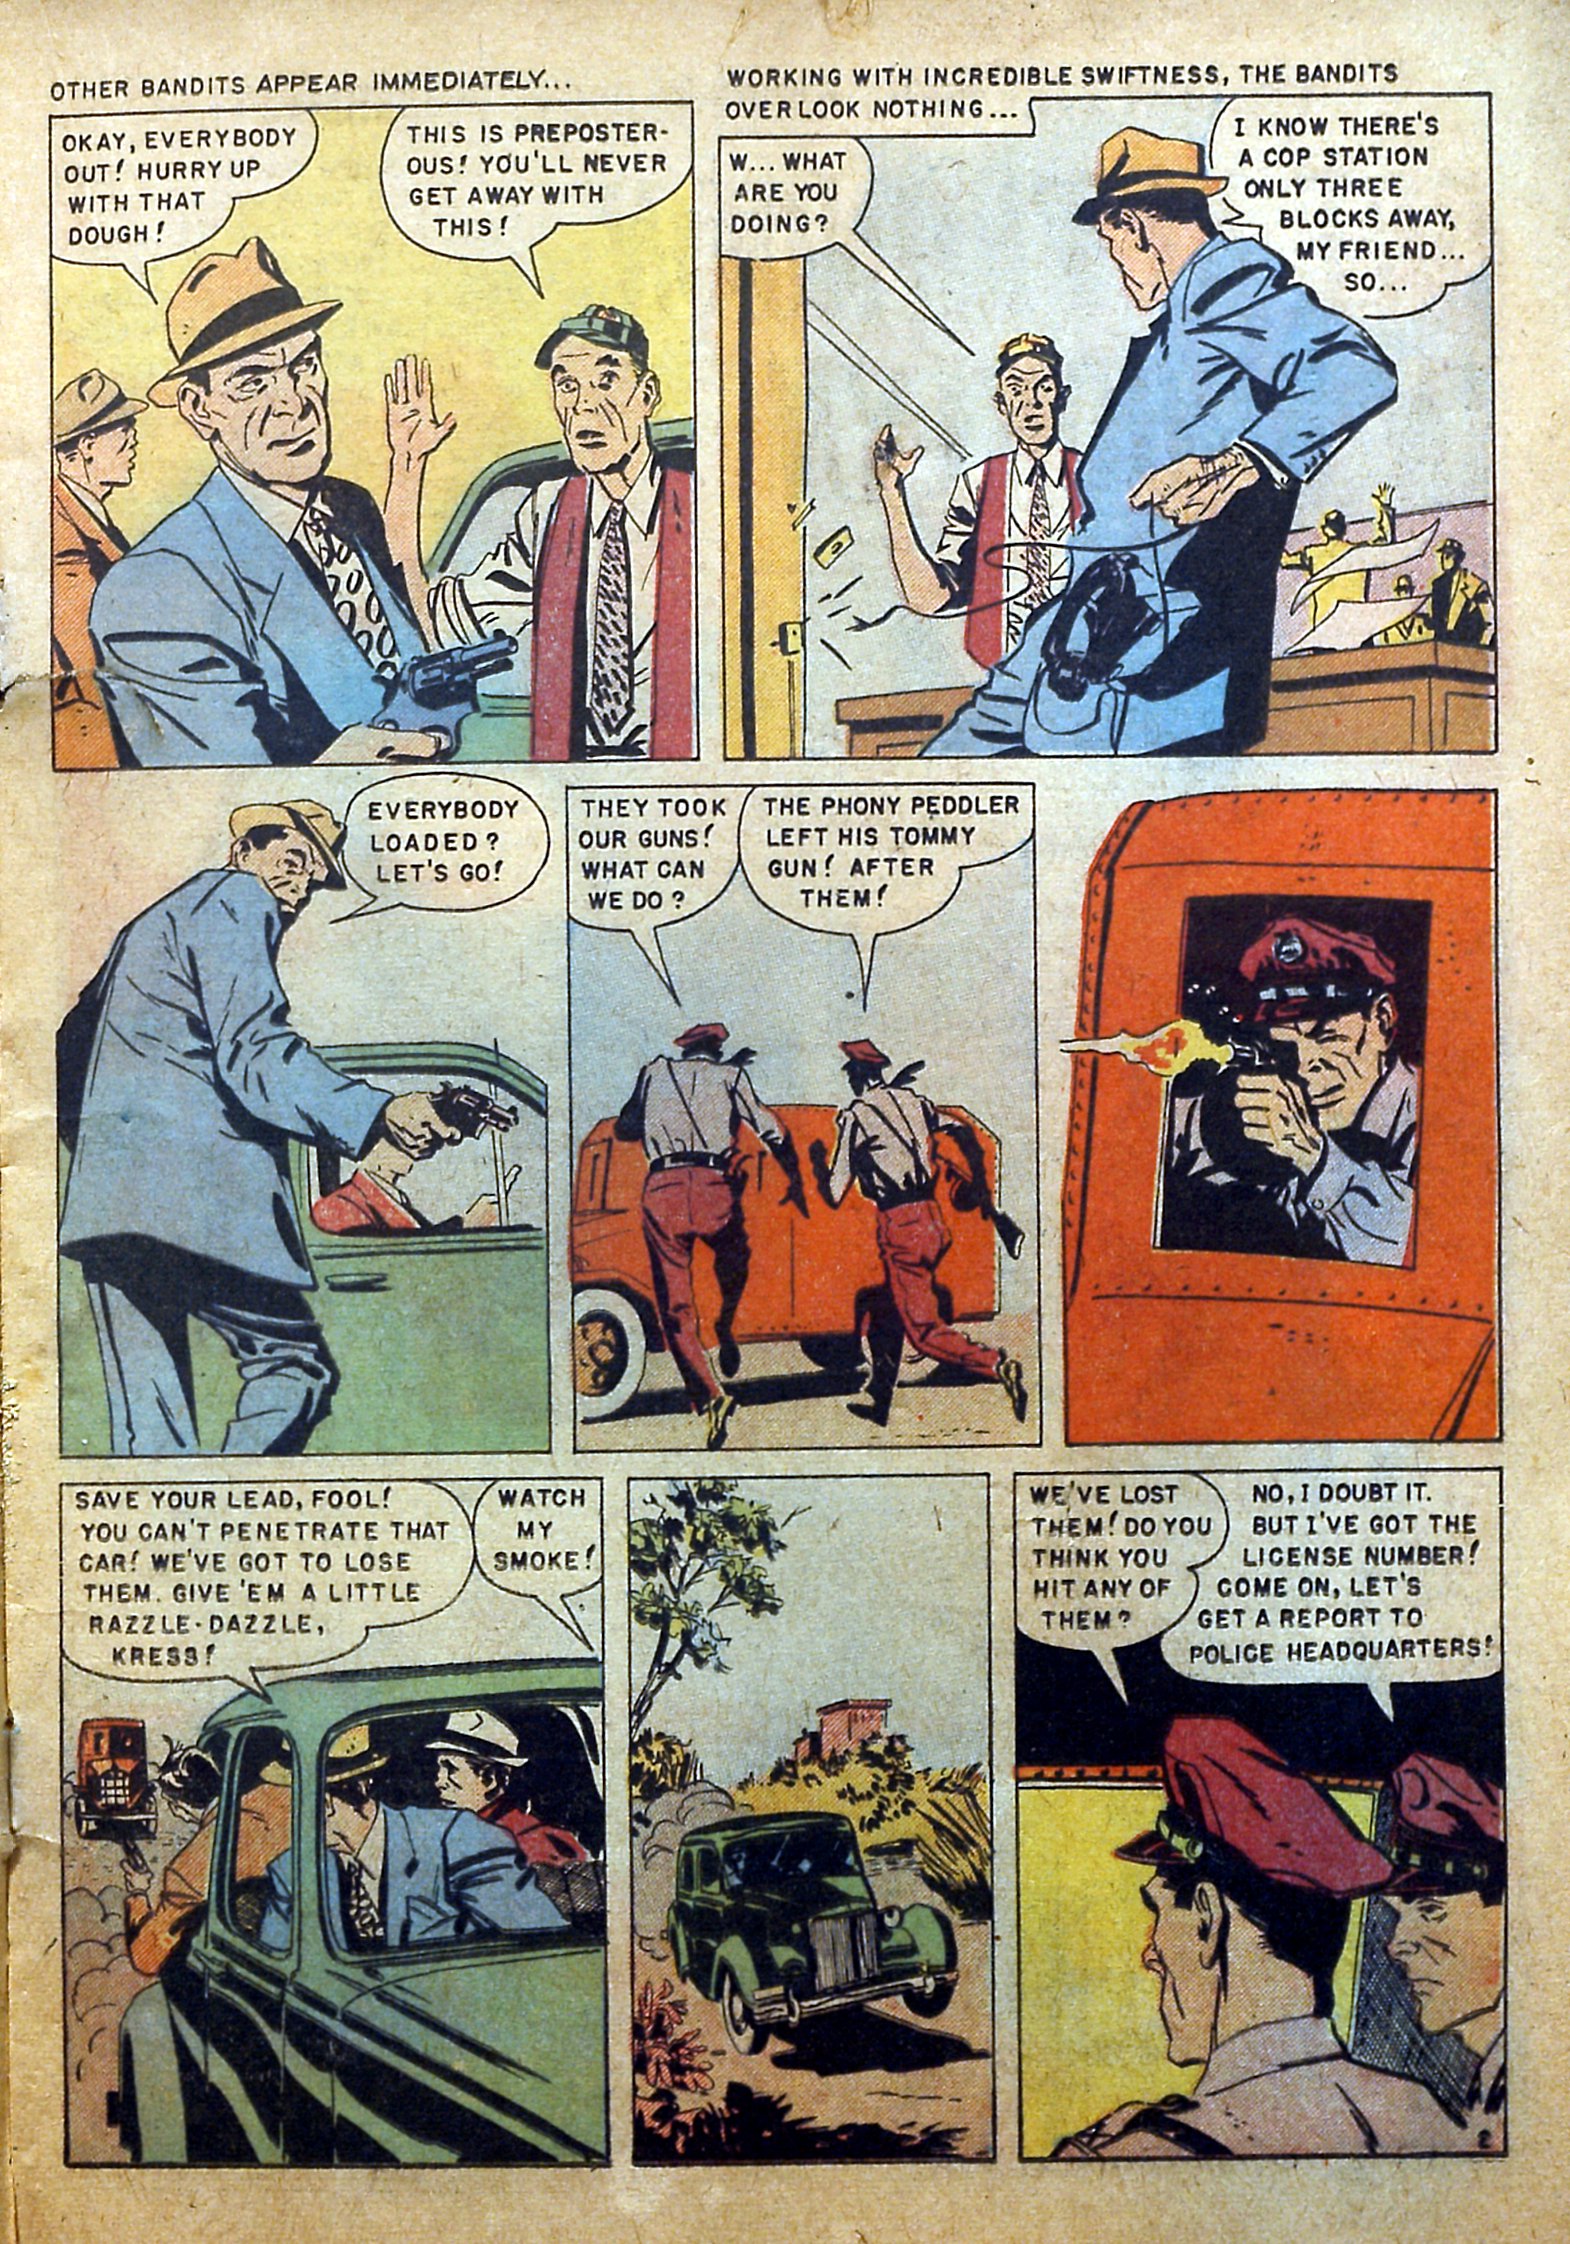 OTHER BANDITS APPEAR IMMEDIATELY...
OKAY, EVERYBODY
OUT! HURRY UP
WITH THAT
DOUGH!
THIS IS PREPOSTER-
OUS! YOU'LL NEVER
GET AWAY WITH
THIS!
WORKING WITH INCREDIBLE SWIFTNESS, THE BANDITS
OVERLOOK NOTHING...
W... WHAT
ARE YOU
DOING?
I KNOW THERE'S
A COP STATION
ONLY THREE
BLOCKS AWAY,
MY FRIEND...
SO...
EVERYBODY
LOADED?
LET'S GO!
THEY TOOK
OUR GUNS!
WHAT CAN
WE DO?
THE PHONY PEDDLER
LEFT HIS TOMMY
GUN! AFTER
THEM!
SAVE YOUR LEAD, FOOL!
YOU CAN'T PENETRATE THAT
CAR! WE'VE GOT TO LOSE
THEM. GIVE 'EM A LITTLE
RAZZLE-DAZZLE,
KRESS!
WATCH
MY
SMOKE!
WE'VE LOST
THEM! DO YOU
THINK YOU
HIT ANY OF
THEM?
NO, I DOUBT IT.
BUT I'VE GOT THE
LICENSE NUMBER!
COME ON, LET'S
GET A REPORT TO
POLICE HEADQUARTERS!
2